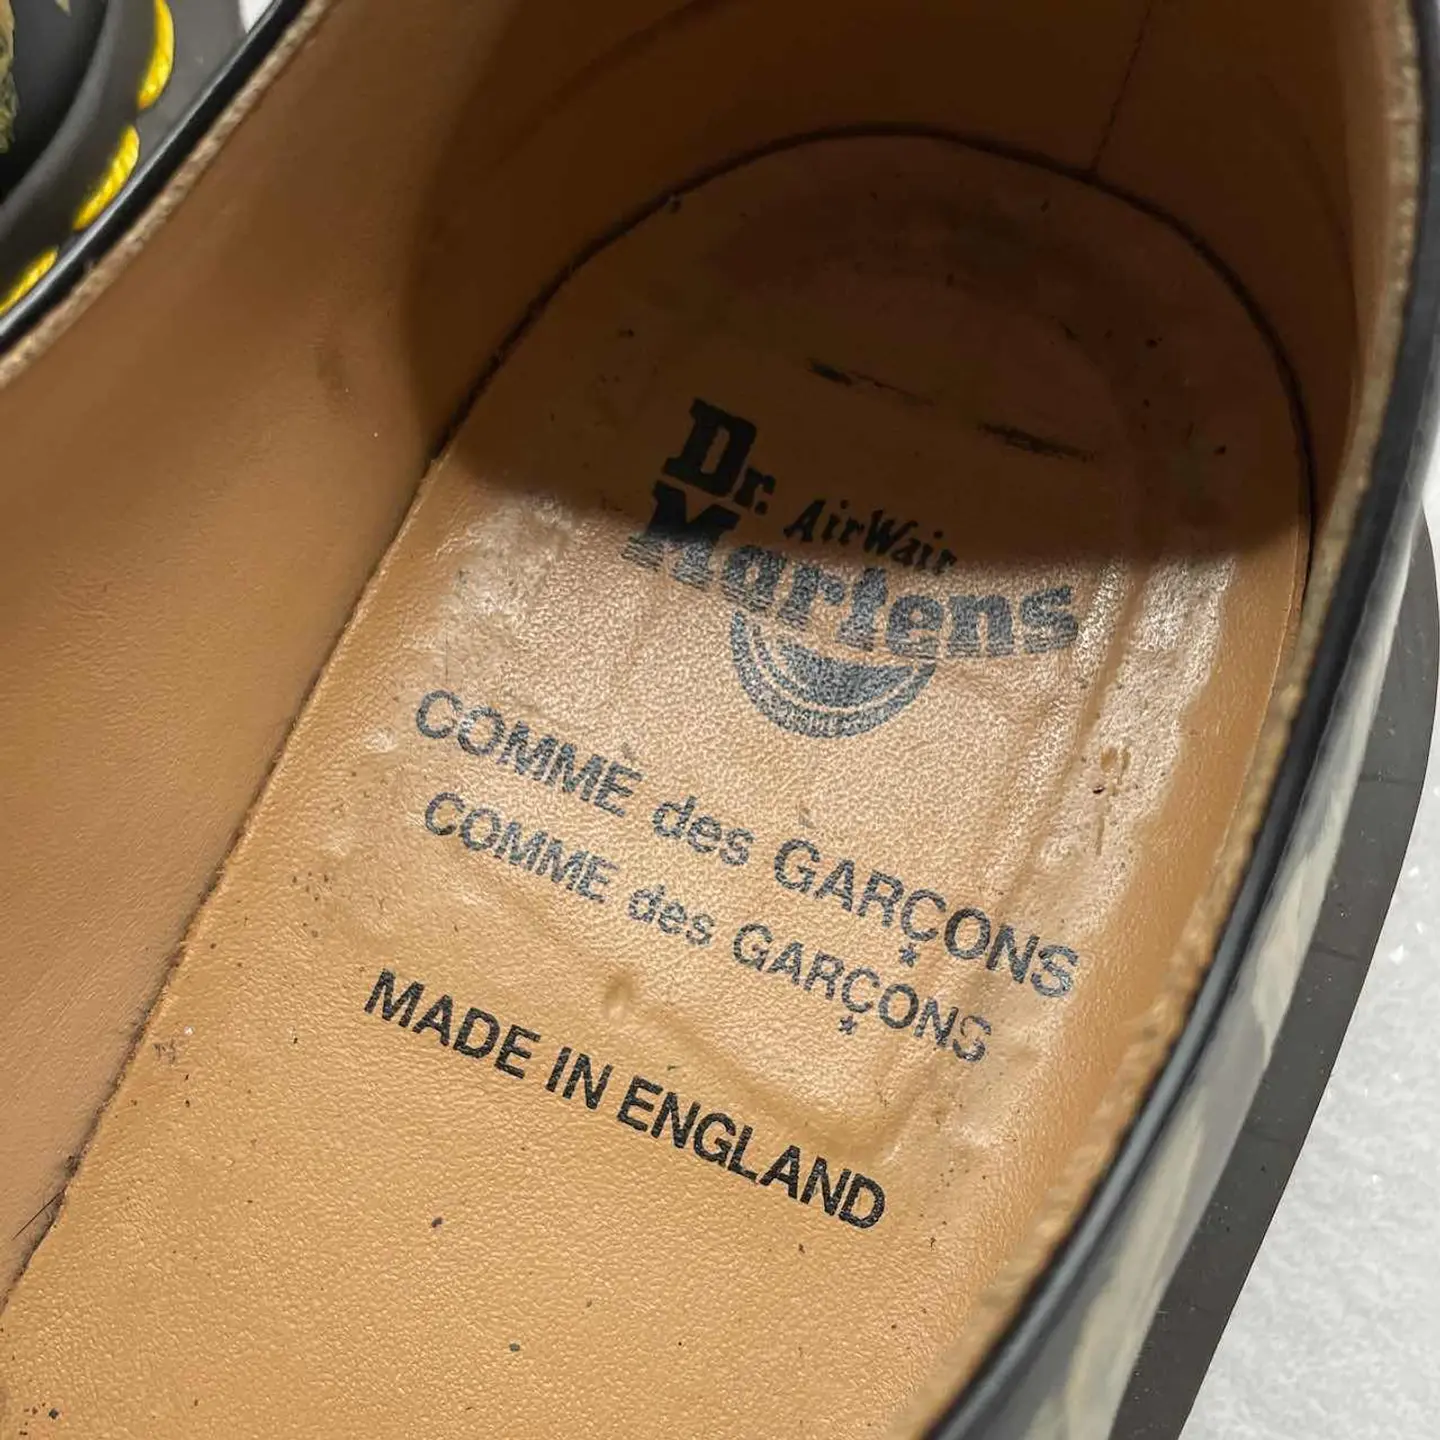 Dr.
AirWair
Martens
COMME des GARÇONS
COMME des GARÇONS
MADE IN ENGLAND